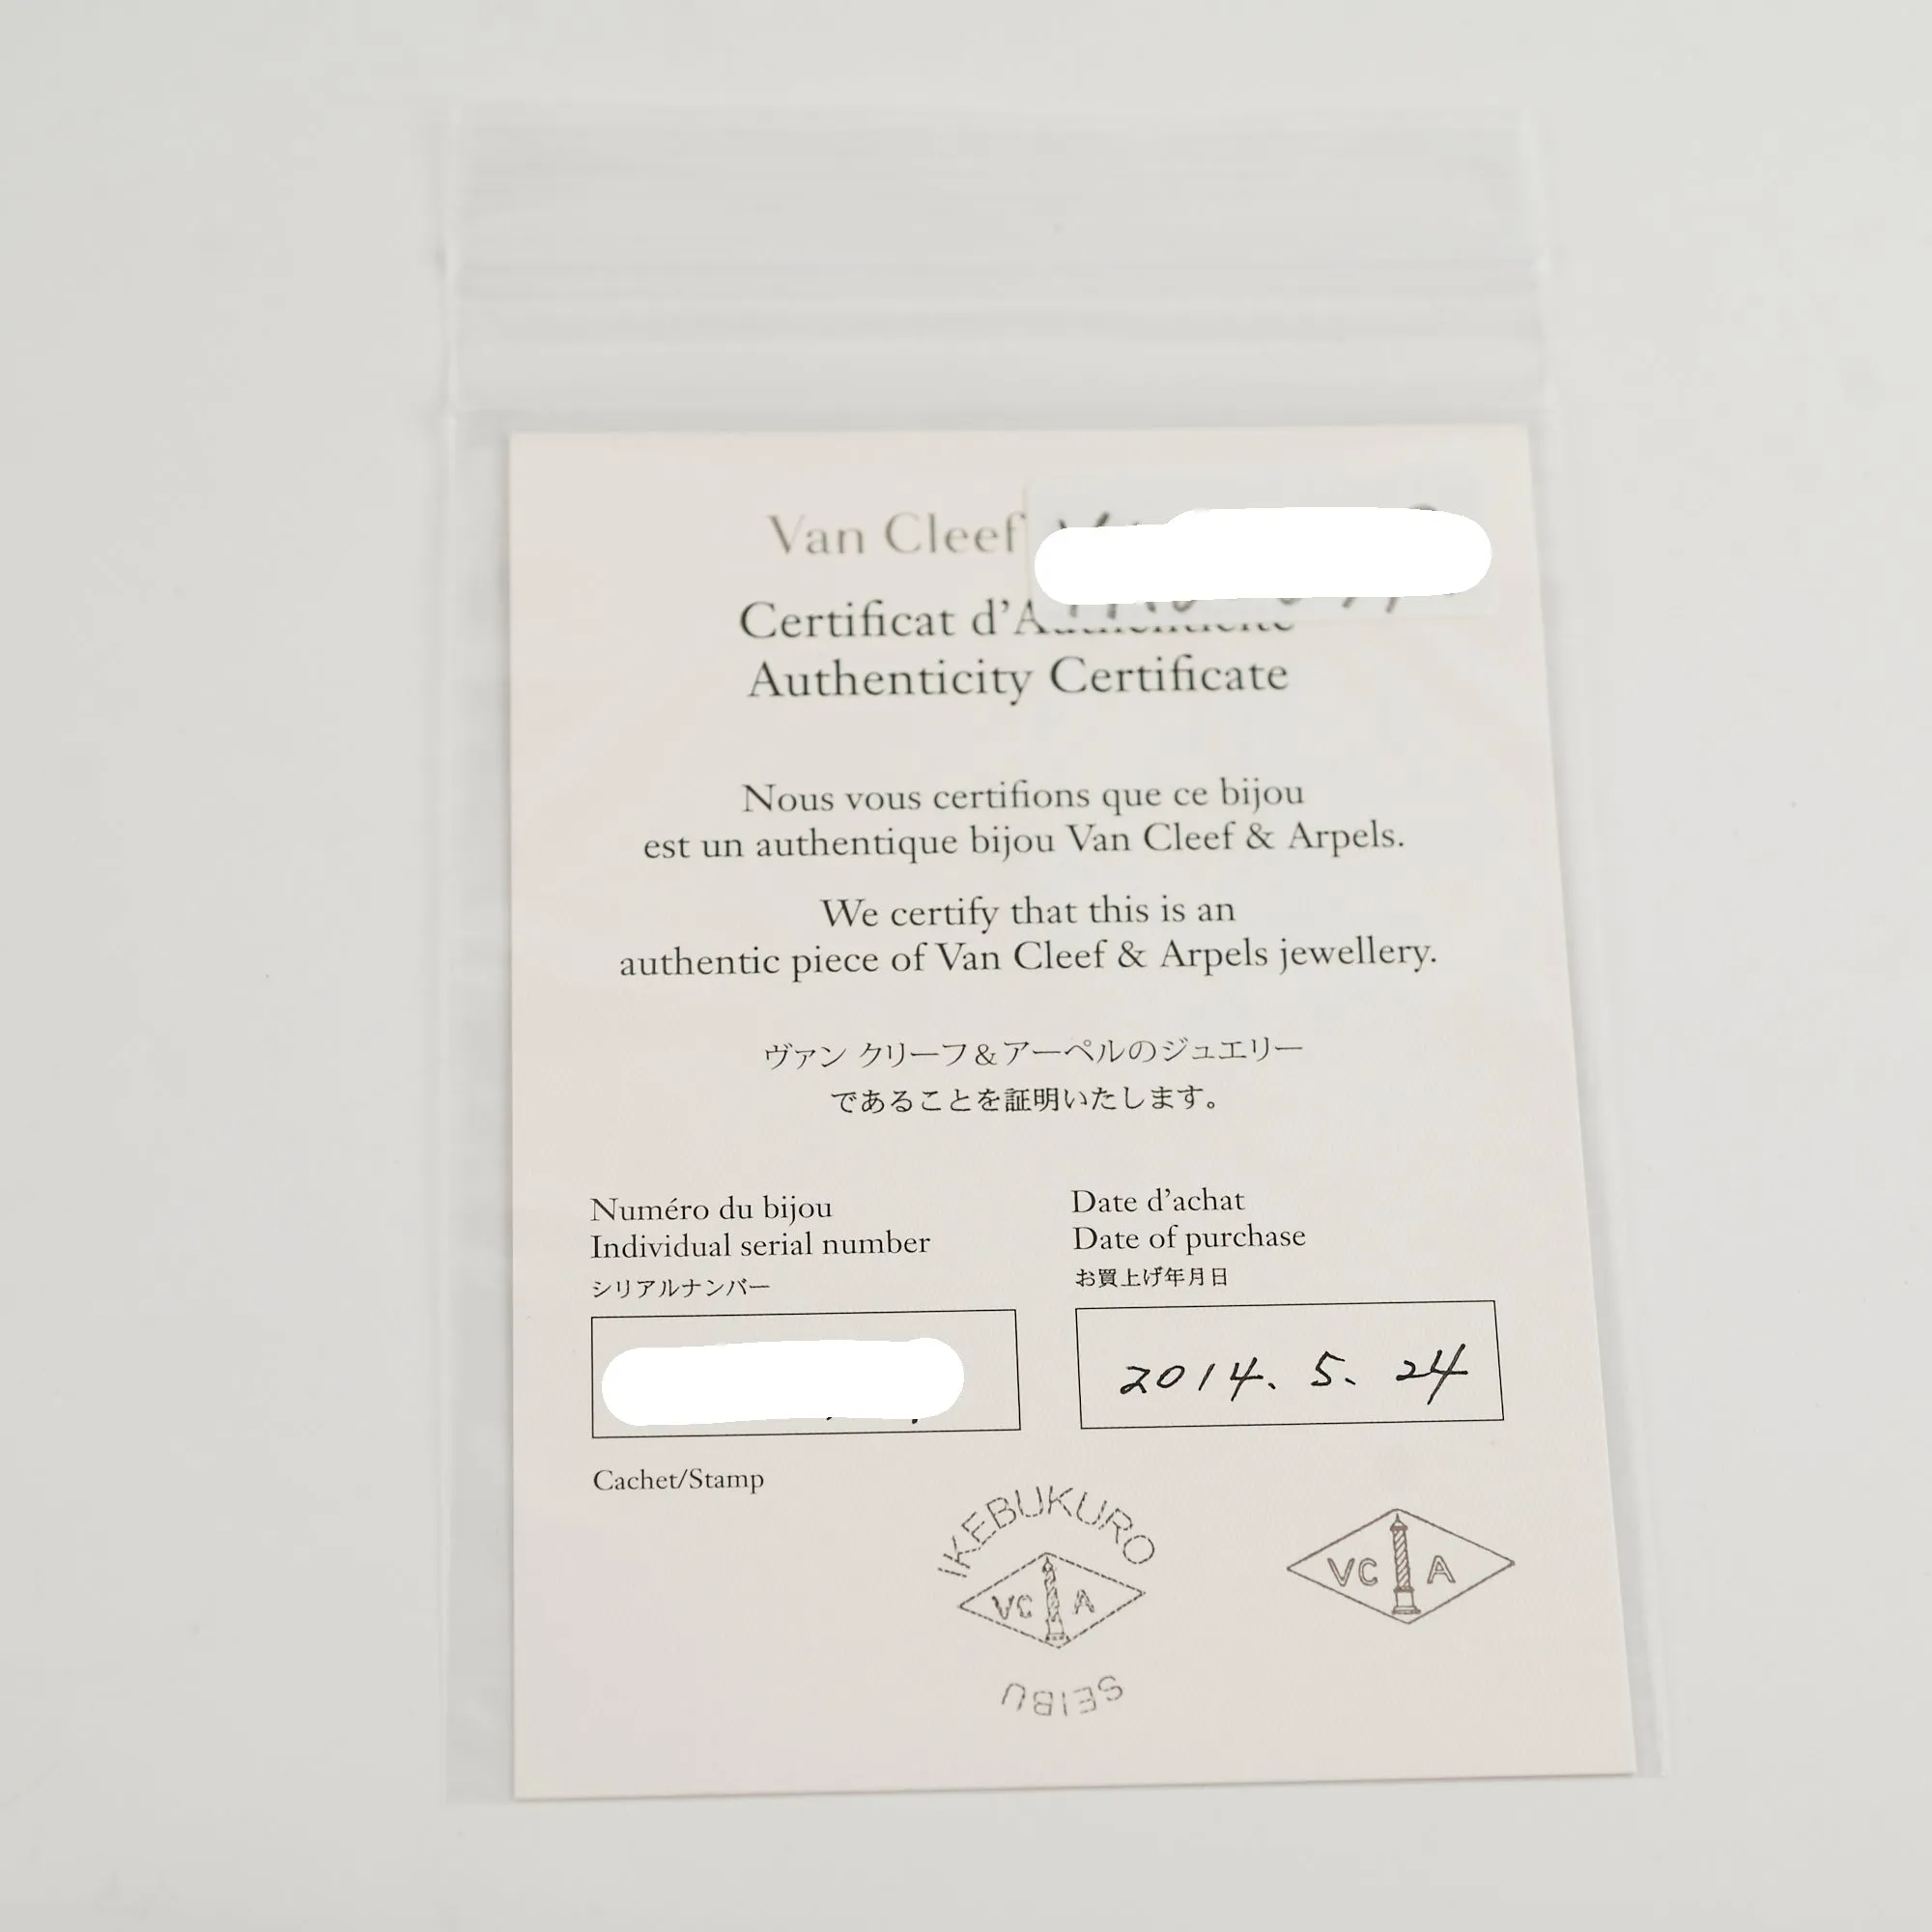 Van Cleef
Certificat d'Authenticité
Authenticity Certificate
Nous vous certifions que ce bijou
est un authentique bijou Van Cleef & Arpels.
We certify that this is an
authentic piece of Van Cleef & Arpels jewellery.
ヴァン クリーフ＆アーペルのジュエリー
であることを証明いたします。
Numéro du bijou
Individual serial number
シリアルナンバー
Date d'achat
Date of purchase
お買上げ年月日
2014. 5. 24
Cachet/Stamp
IKEBUKURO
VC A
SEIBU
VC A